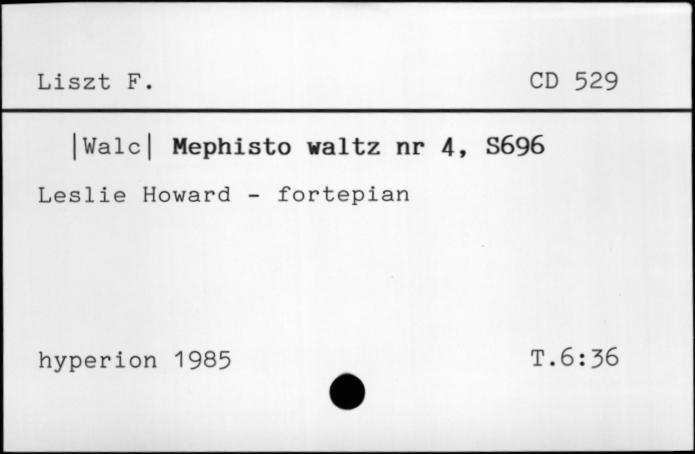 Liszt F. CD 529
|Walc| Mephisto waltz nr 4, S696
Leslie Howard - fortepian
hyperion 1985 T.6:36